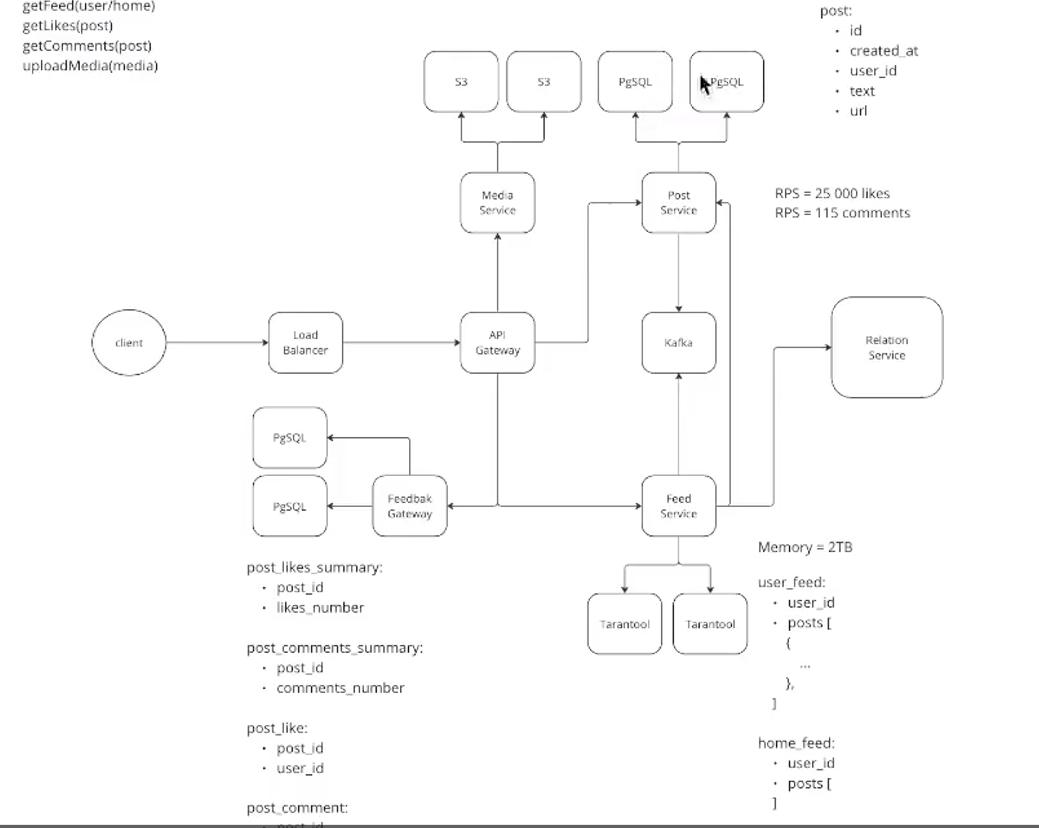 getFeed(user/home)
getLikes(post)
getComments(post)
uploadMedia(media)
post:
· id
· created_at
· user_id
· text
· url
S3
S3
PgSQL
PgSQL
Media
Service
Post
Service
RPS = 25 000 likes
RPS = 115 comments
client
Load
Balancer
API
Gateway
Kafka
Relation
Service
PgSQL
PgSQL
Feedbak
Gateway
Feed
Service
Memory = 2TB
post_likes_summary:
· post_id
· likes_number
post_comments_summary:
· post_id
· comments_number
post_like:
· post_id
· user_id
post_comment:
· post_id
Tarantool
Tarantool
user_feed:
· user_id
· posts [
{
...
},
]
home_feed:
· user_id
· posts [
]